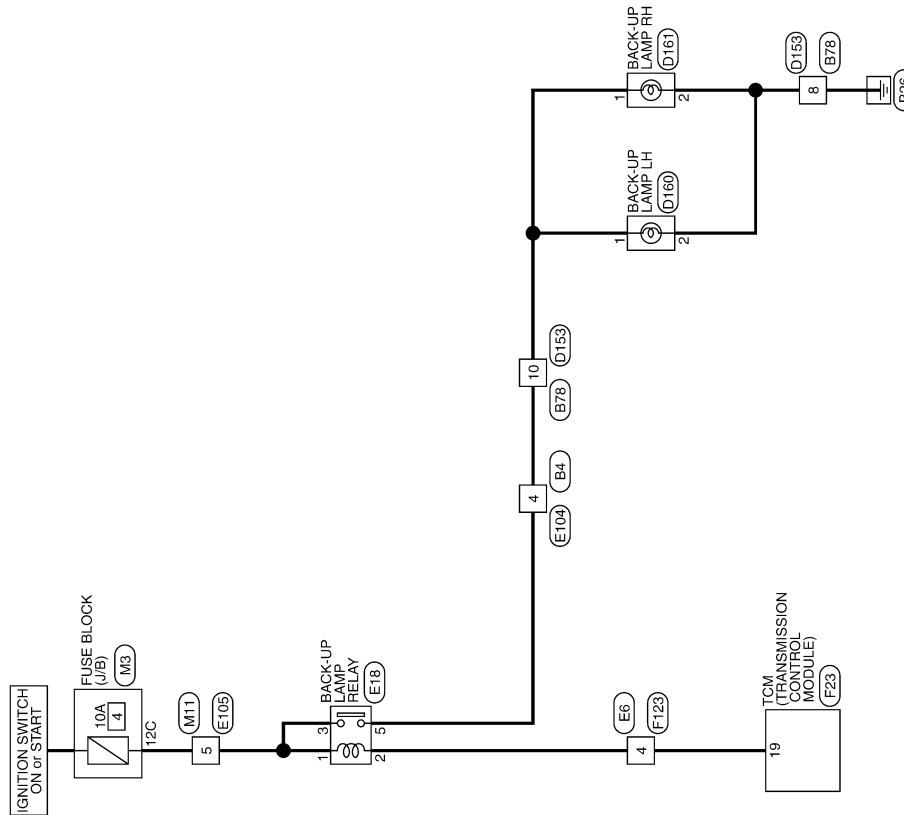 IGNITION SWITCH
ON or START
FUSE BLOCK
(J/B)
M3
10A
4
12C
5
M11
E105
BACK-UP
LAMP
RELAY
E18
1
3
2
5
4
E6
F123
19
TCM
(TRANSMISSION
CONTROL
MODULE)
F23
4
E104
B4
10
B78
D153
BACK-UP
LAMP LH
D160
1
2
BACK-UP
LAMP RH
D161
1
2
8
D153
B78